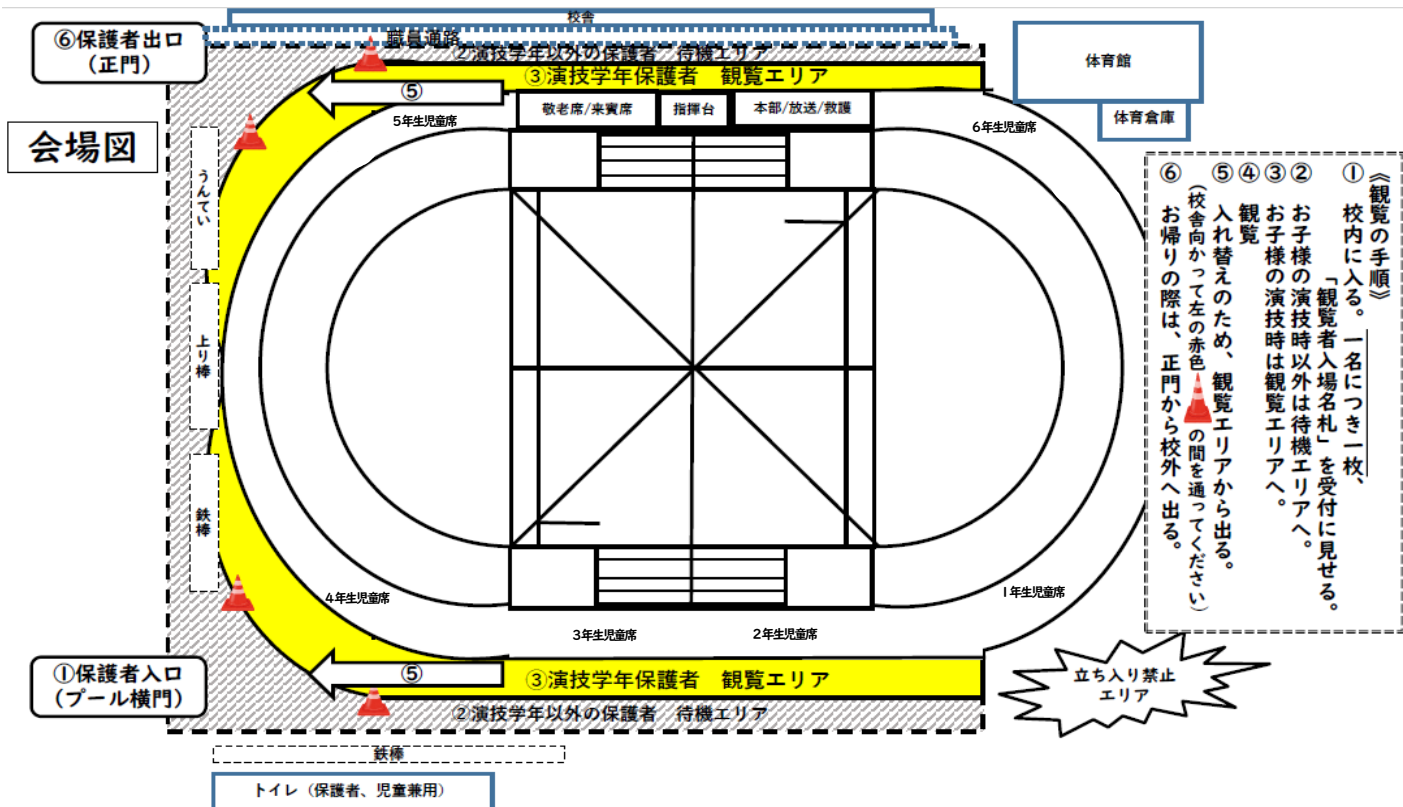 校舎
職員通路
⑥保護者出口
(正門)
②演技学年以外の保護者　待機エリア
③演技学年保護者　観覧エリア
⑤
敬老席/来賓席
指揮台
本部/放送/救護
体育館
体育倉庫
会場図
5年生児童席
6年生児童席
うんてい
上り棒
鉄棒
《観覧の手順》
① 校内に入る。一名につき一枚、
「観覧者入場名札」を受付に見せる。
② お子様の演技時以外は待機エリアへ。
③ お子様の演技時は観覧エリアへ。
④ 観覧
⑤ 入れ替えのため、観覧エリアから出る。
(校舎向かって左の赤色の間を通ってください)
⑥ お帰りの際は、正門から校外へ出る。
4年生児童席
1年生児童席
3年生児童席
2年生児童席
①保護者入口
(プール横門)
⑤
③演技学年保護者　観覧エリア
②演技学年以外の保護者　待機エリア
立ち入り禁止
エリア
鉄棒
トイレ（保護者、児童兼用）